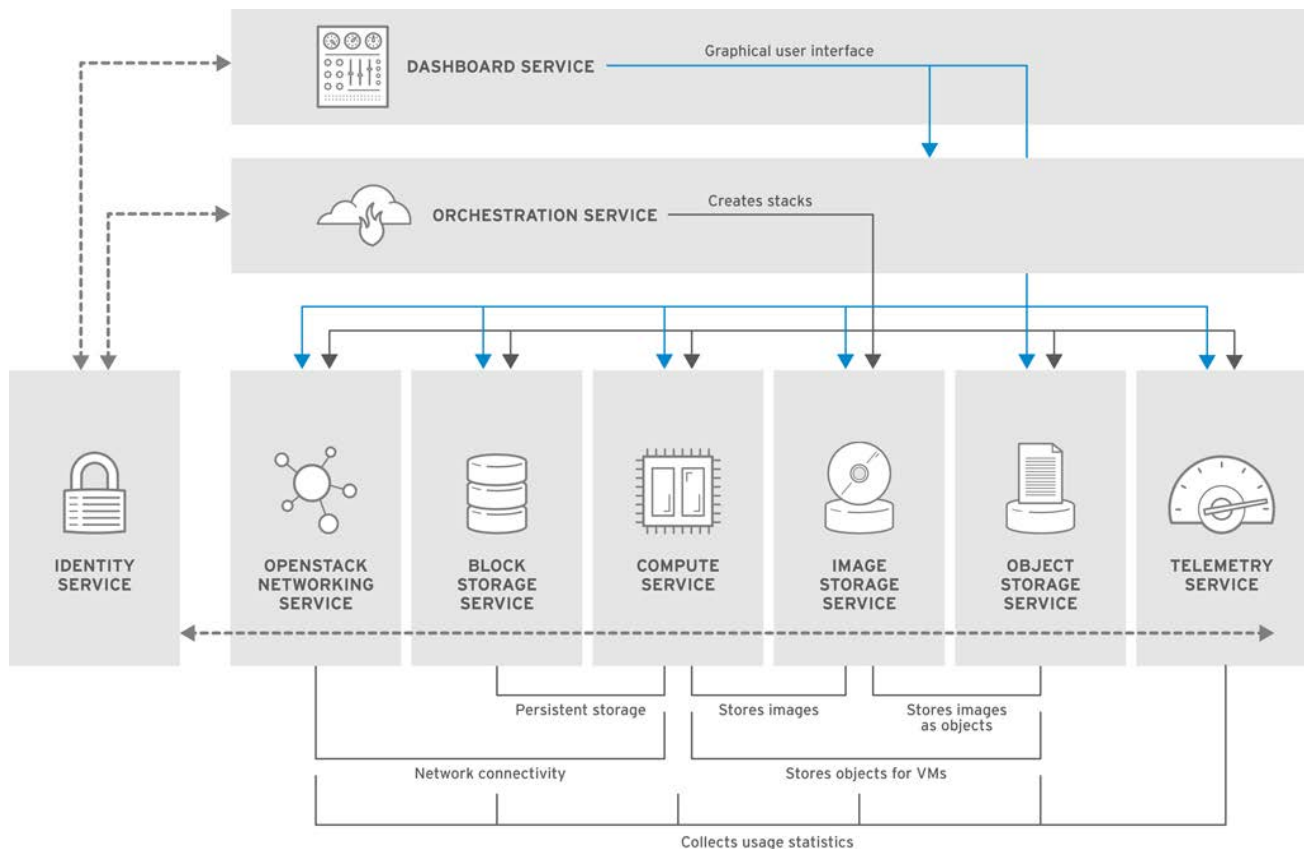 Graphical user interface
DASHBOARD SERVICE
Creates stacks
ORCHESTRATION SERVICE
IDENTITY
SERVICE
OPENSTACK
NETWORKING
SERVICE
BLOCK
STORAGE
SERVICE
COMPUTE
SERVICE
IMAGE
STORAGE
SERVICE
OBJECT
STORAGE
SERVICE
TELEMETRY
SERVICE
Persistent storage
Stores images
Stores images
as objects
Network connectivity
Stores objects for VMs
Collects usage statistics